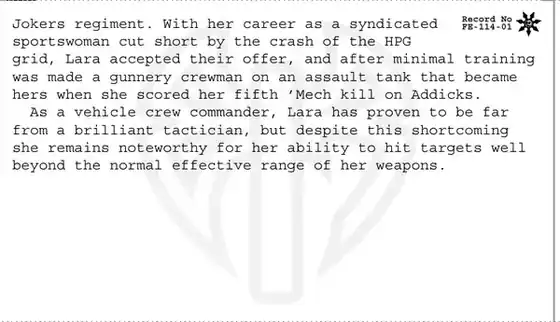 Jokers regiment. With her career as a syndicated
sportswoman cut short by the crash of the HPG
grid, Lara accepted their offer, and after minimal training
was made a gunnery crewman on an assault tank that became
hers when she scored her fifth ‘Mech kill on Addicks.
As a vehicle crew commander, Lara has proven to be far
from a brilliant tactician, but despite this shortcoming
she remains noteworthy for her ability to hit targets well
beyond the normal effective range of her weapons.
Record No
PE-114-01